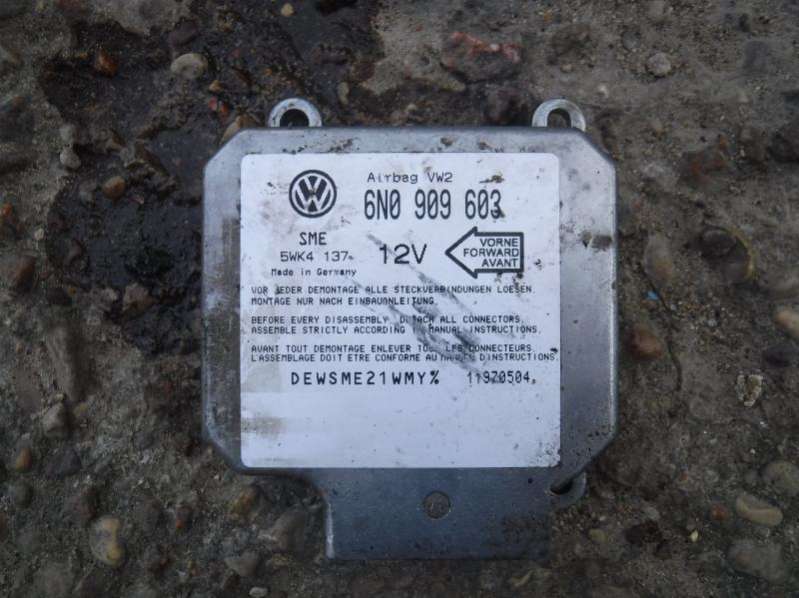 Airbag VW2
6N0 909 603
SME
5WK4 137
12V
VORNE
FORWARD
AVANT
Made in Germany
VOR JEDER DEMONTAGE ALLE STECKVERBINDUNGEN LOESEN.
MONTAGE NUR NACH EINBAUANLEITUNG.
BEFORE EVERY DISASSEMBLY, DETACH ALL CONNECTORS.
ASSEMBLE STRICTLY ACCORDING TO MANUAL INSTRUCTIONS.
AVANT TOUT DEMONTAGE ENLEVER TOUS LES CONNECTEURS.
L'ASSEMBLAGE DOIT ETRE CONFORME AU D'INSTRUCTIONS.
DEWSME21WMY% 11970504